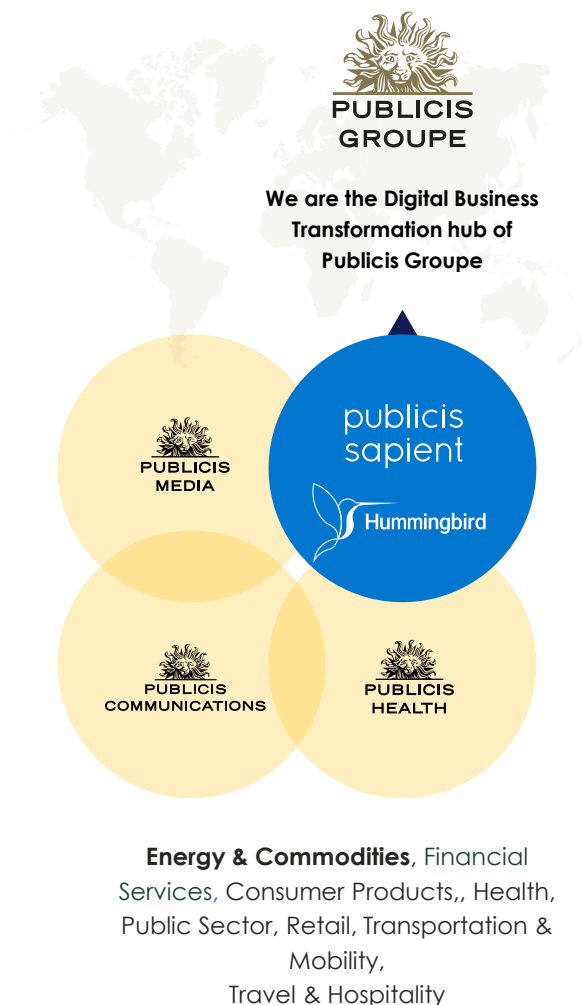 PUBLICIS
GROUPE
We are the Digital Business
Transformation hub of
Publicis Groupe
publicis
sapient
Hummingbird
PUBLICIS
MEDIA
PUBLICIS
COMMUNICATIONS
PUBLICIS
HEALTH
Energy & Commodities, Financial
Services, Consumer Products,, Health,
Public Sector, Retail, Transportation &
Mobility,
Travel & Hospitality